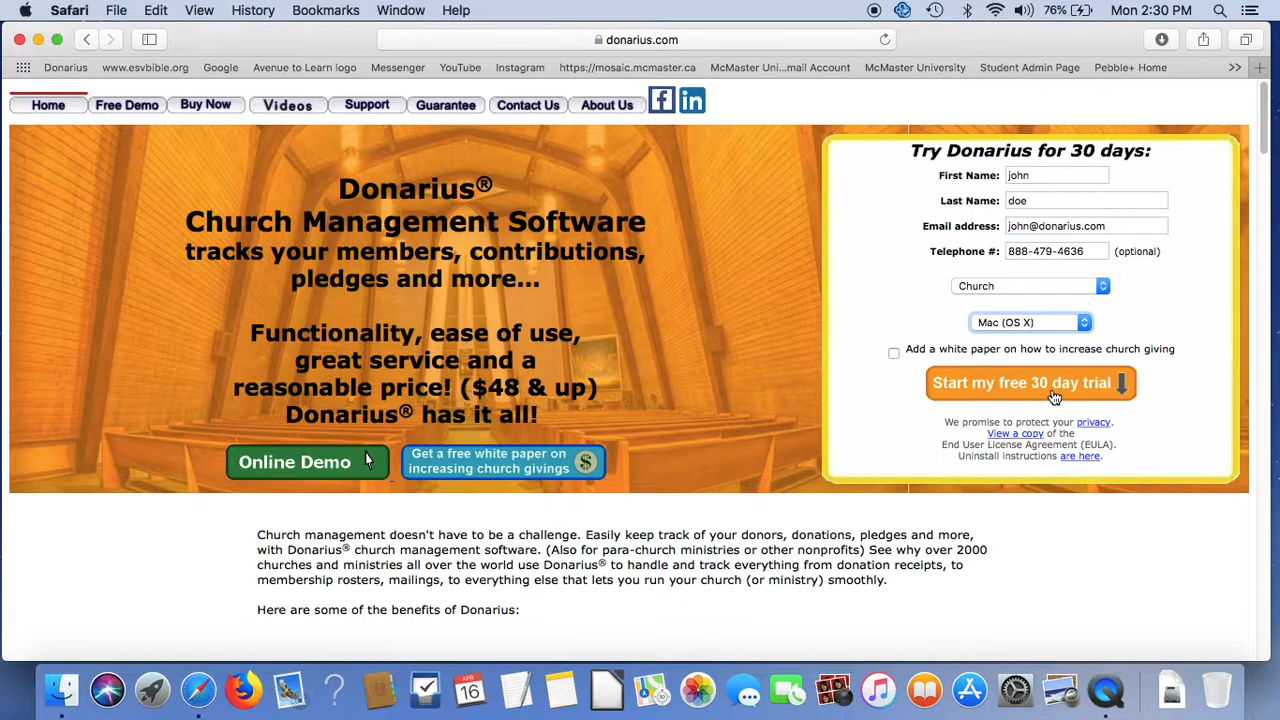 Safari File Edit View History Bookmarks Window Help 76% Mon 2:30 PM
donarius.com
Donarius www.esvbible.org Google Avenue to Learn logo Messenger YouTube Instagram https://mosaic.mcmaster.ca McMaster Uni...mail Account McMaster University Student Admin Page Pebble+ Home >> +
Home Free Demo Buy Now Videos Support Guarantee Contact Us About Us f in
Donarius®
Church Management Software
tracks your members, contributions,
pledges and more...
Functionality, ease of use,
great service and a
reasonable price! ($48 & up)
Donarius® has it all!
Online Demo
Get a free white paper on
increasing church givings $
Try Donarius for 30 days:
First Name: john
Last Name: doe
Email address: john@donarius.com
Telephone #: 888-479-4636 (optional)
Church
Mac (OS X)
Add a white paper on how to increase church giving
Start my free 30 day trial
We promise to protect your privacy.
View a copy of the
End User License Agreement (EULA).
Uninstall instructions are here.
Church management doesn't have to be a challenge. Easily keep track of your donors, donations, pledges and more,
with Donarius® church management software. (Also for para-church ministries or other nonprofits) See why over 2000
churches and ministries all over the world use Donarius® to handle and track everything from donation receipts, to
membership rosters, mailings, to everything else that lets you run your church (or ministry) smoothly.
Here are some of the benefits of Donarius:
APR
16